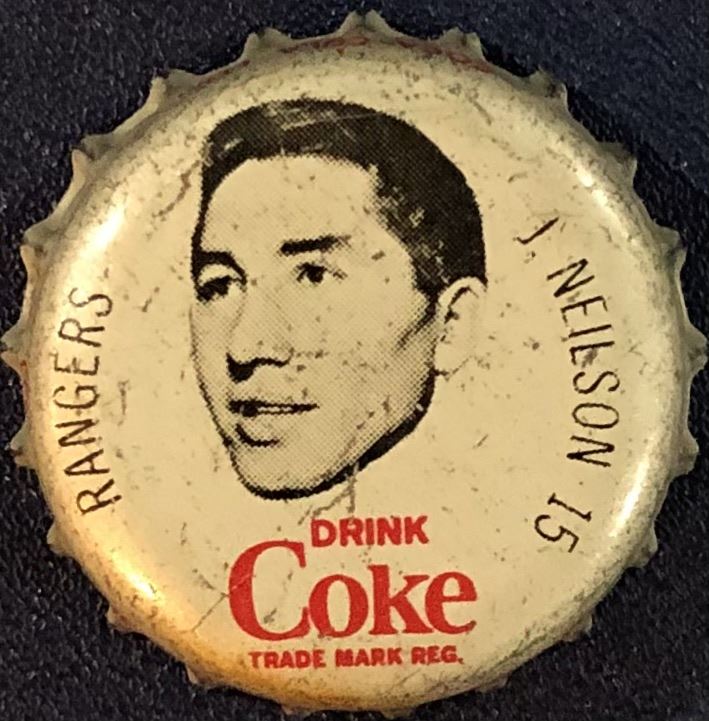 RANGERS
J. NEILSON 15
DRINK
Coke
TRADE MARK REG.